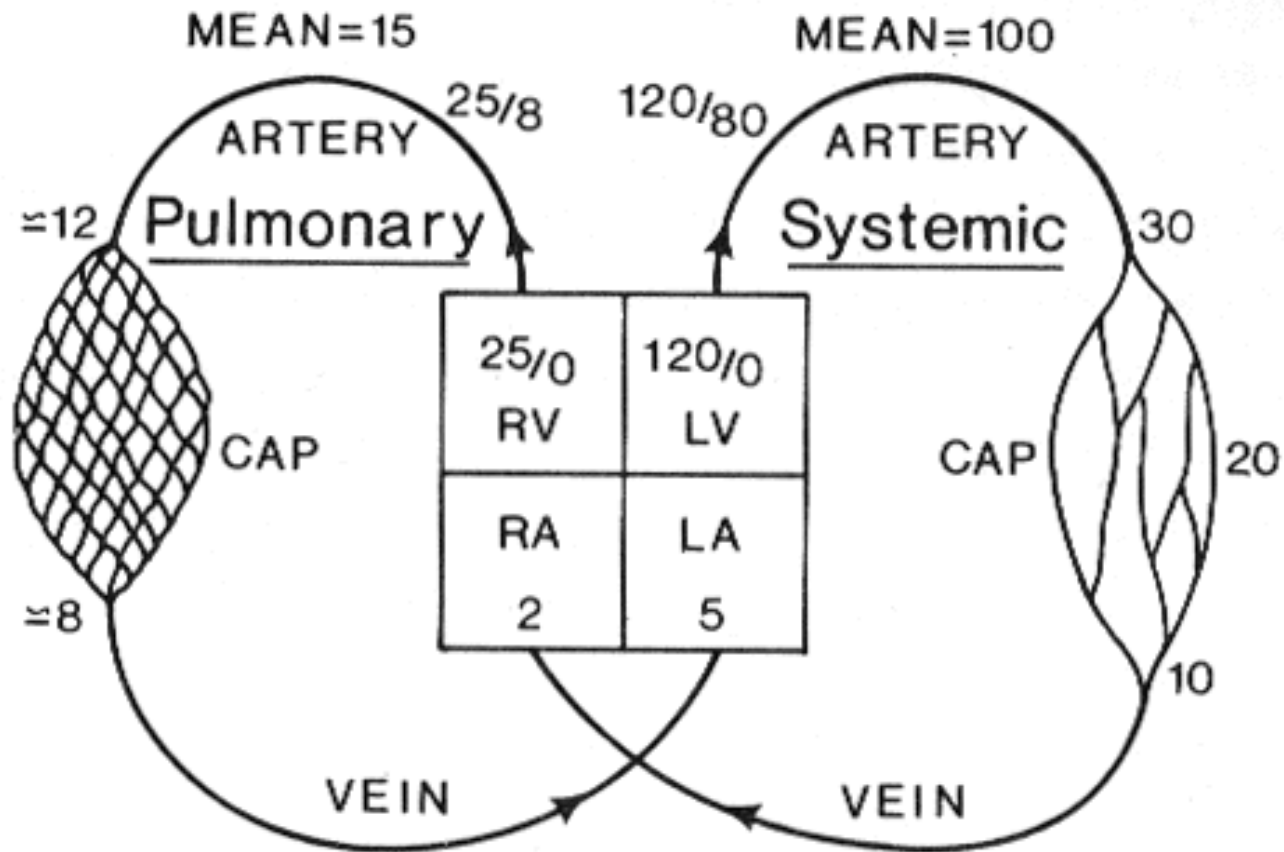 MEAN=15
MEAN=100
25/8
120/80
ARTERY
ARTERY
≃12
Pulmonary
Systemic
30
25/0
120/0
RV
LV
CAP
CAP
20
RA
LA
≃8
2
5
10
VEIN
VEIN